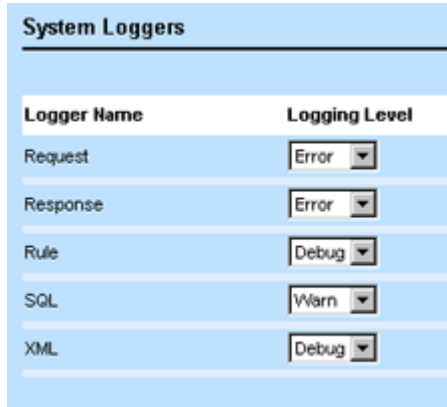 System Loggers
Logger Name Logging Level
Request Error
Response Error
Rule Debug
SQL Warn
XML Debug